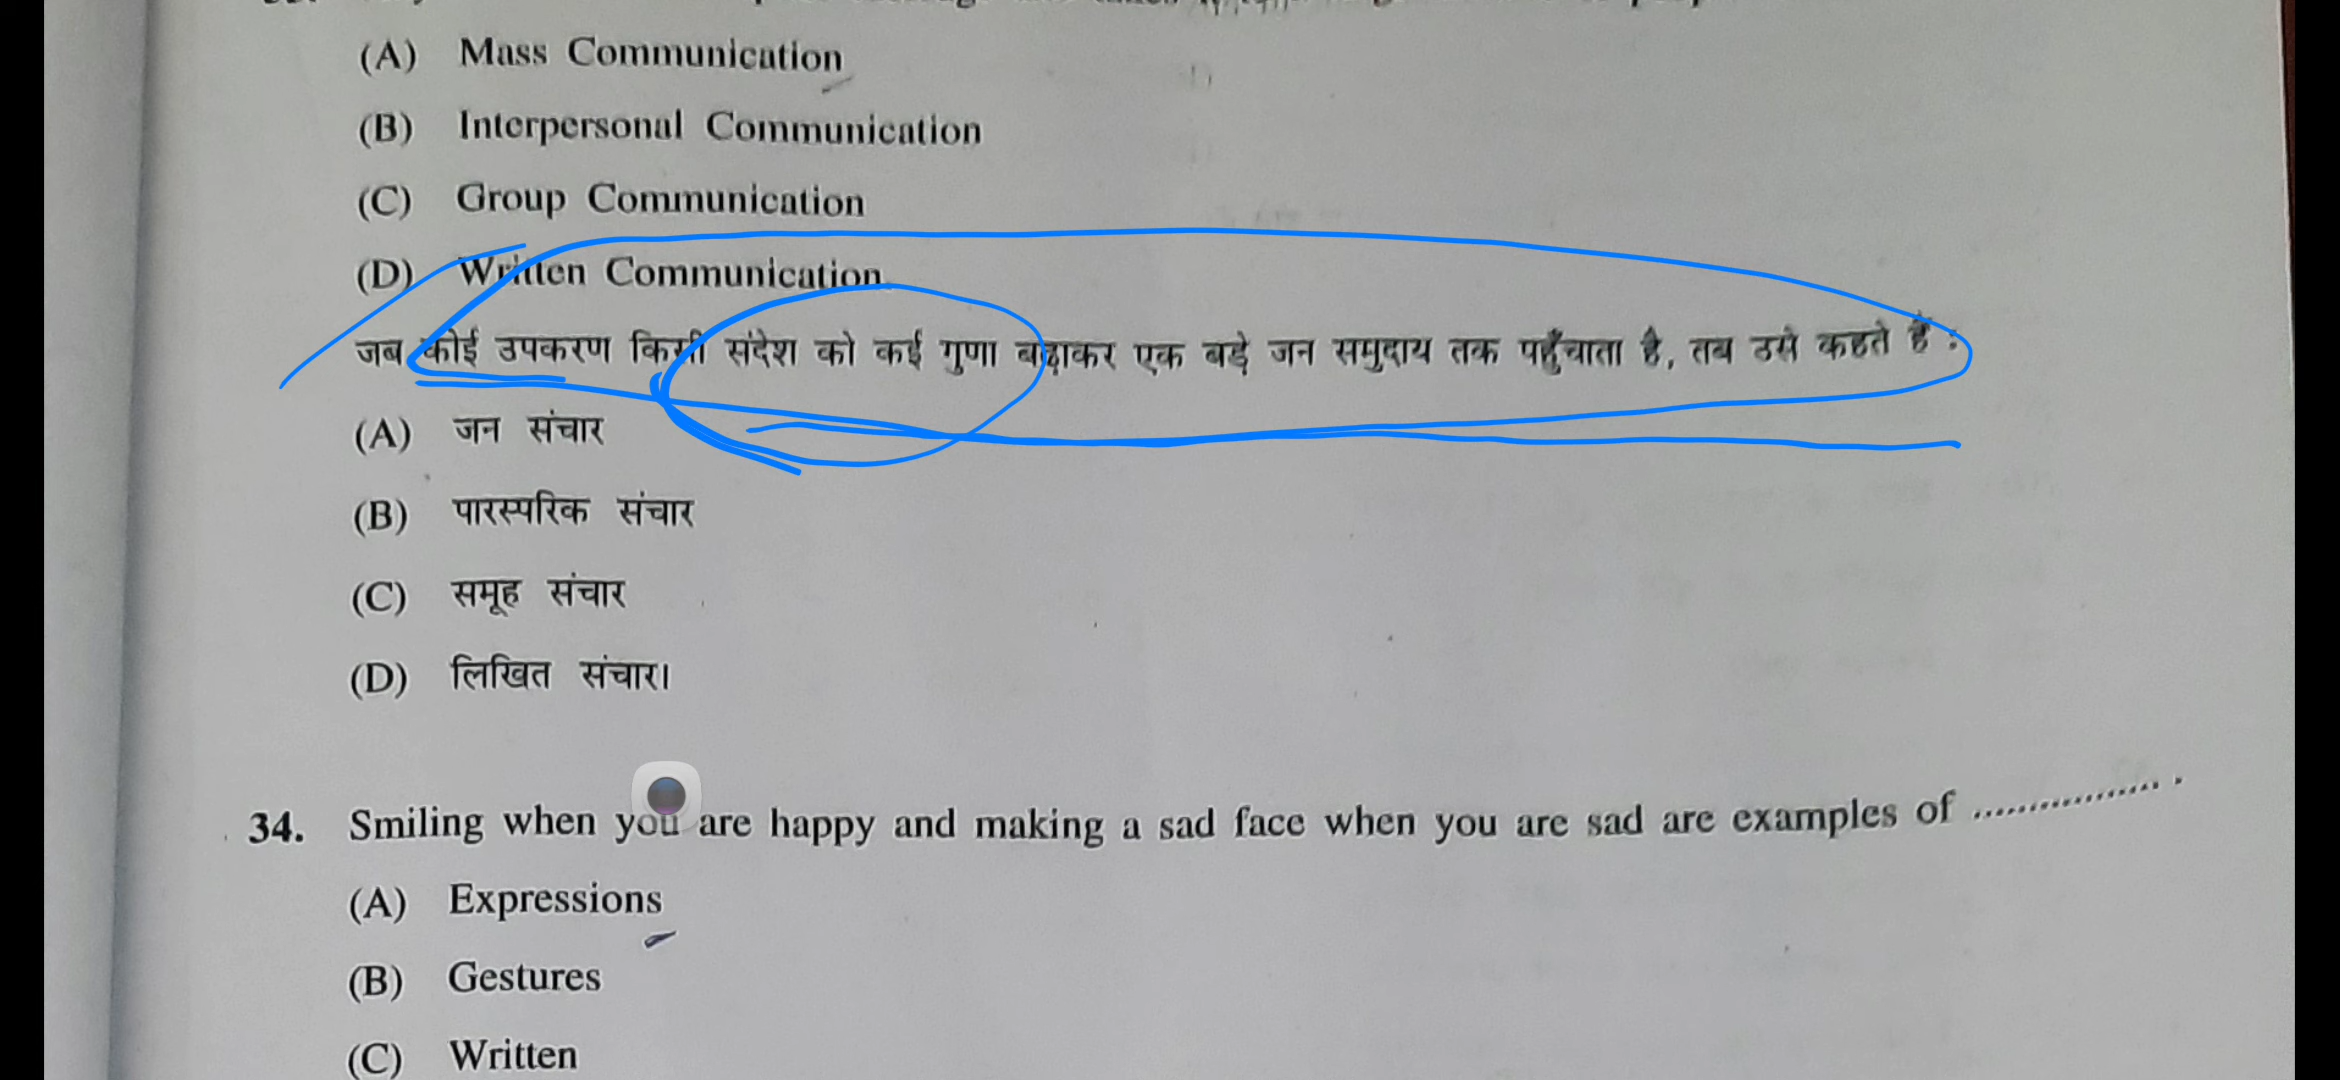 (A) Mass Communication
(B) Interpersonal Communication
(C) Group Communication
(D) Written Communication
जब कोई उपकरण किसी संदेश को कई गुणा बढ़ाकर एक बड़े जन समुदाय तक पहुँचाता है, तब उसे कहते हैं :
(A) जन संचार
(B) पारस्परिक संचार
(C) समूह संचार
(D) लिखित संचार।
34. Smiling when you are happy and making a sad face when you are sad are examples of ..................
(A) Expressions
(B) Gestures
(C) Written